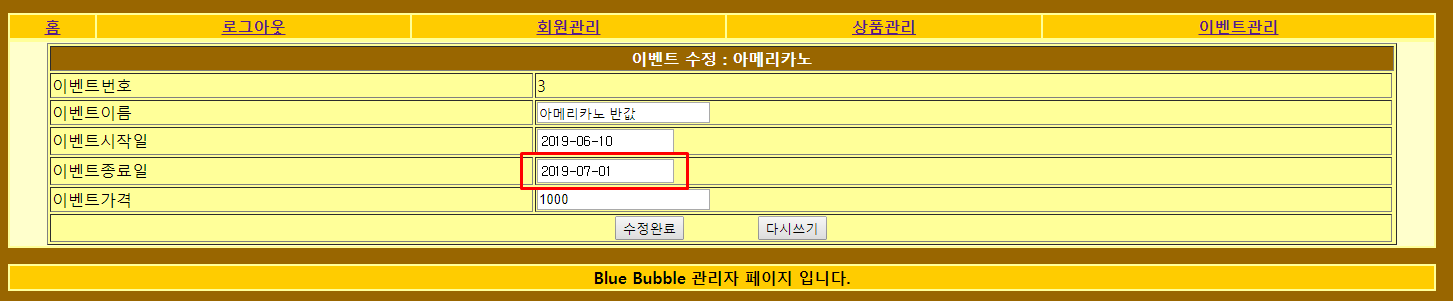 홈 로그아웃 회원관리 상품관리 이벤트관리
이벤트 수정 : 아메리카노
이벤트번호 3
이벤트이름 아메리카노 반값
이벤트시작일 2019-06-10
이벤트종료일 2019-07-01
이벤트가격 1000
수정완료 다시쓰기
Blue Bubble 관리자 페이지 입니다.